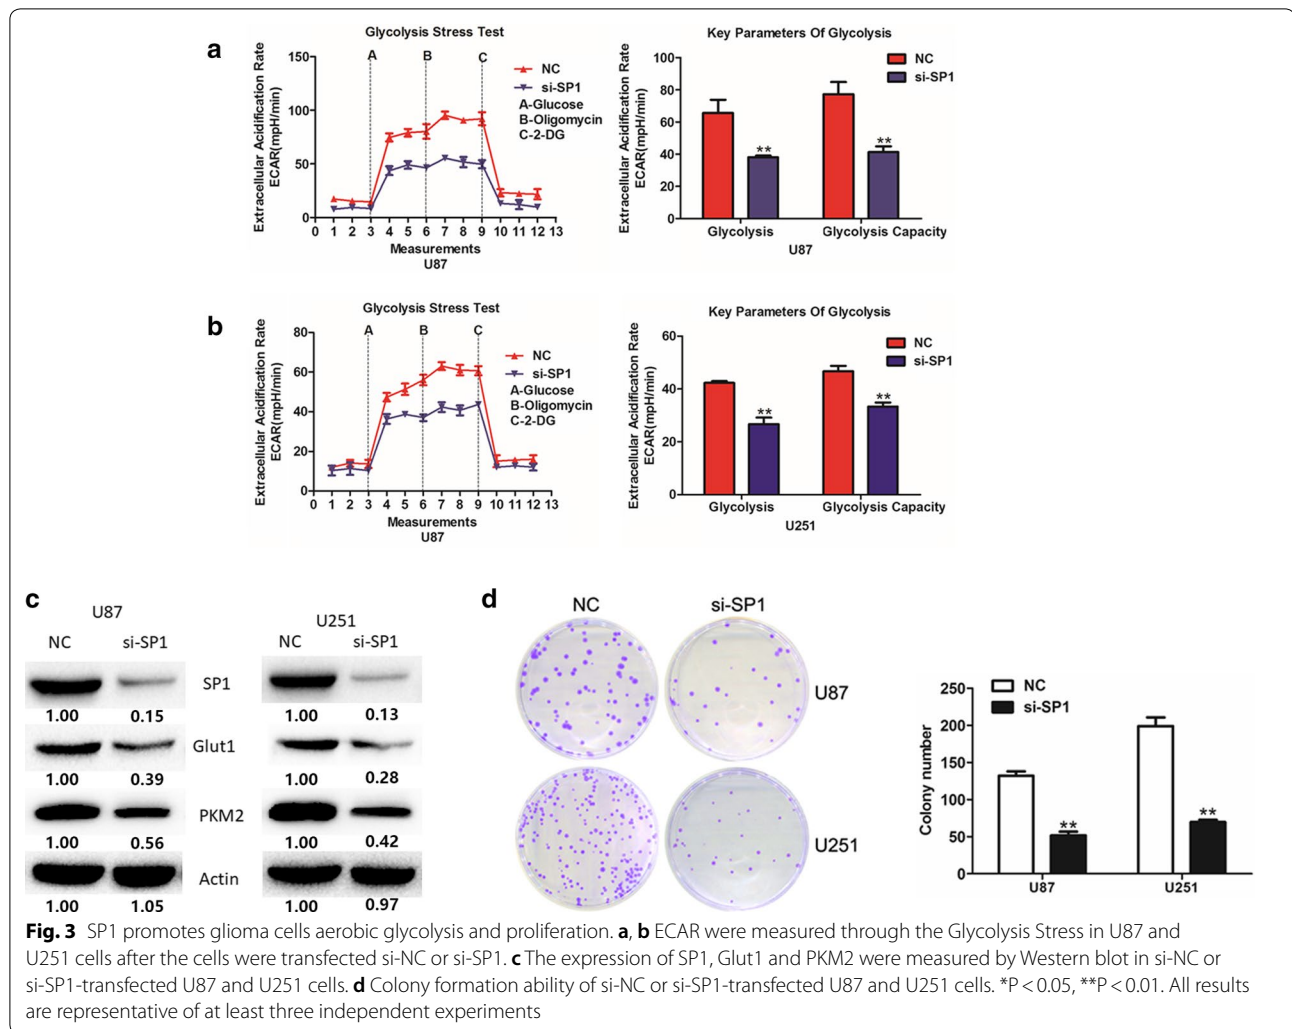 a
Glycolysis Stress Test
Extracellular Acidification Rate
ECAR(mpH/min)
150
100
50
0
A
B
C
NC
si-SP1
A-Glucose
B-Oligomycin
C-2-DG
0 1 2 3 4 5 6 7 8 9 10 11 12 13
Measurements
U87
Key Parameters Of Glycolysis
Extracellular Acidification Rate
ECAR(mpH/min)
100
80
60
40
20
0
NC
si-SP1
**
**
Glycolysis
Glycolysis Capacity
U87
b
Glycolysis Stress Test
Extracellular Acidification Rate
ECAR(mpH/min)
80
60
40
20
0
A
B
C
NC
si-SP1
A-Glucose
B-Oligomycin
C-2-DG
0 1 2 3 4 5 6 7 8 9 10 11 12 13
Measurements
U87
Key Parameters Of Glycolysis
Extracellular Acidification Rate
ECAR(mpH/min)
60
40
20
0
NC
si-SP1
**
**
Glycolysis
Glycolysis Capacity
U251
c
U87
U251
NC si-SP1
NC si-SP1
SP1
1.00 0.15
1.00 0.13
Glut1
1.00 0.39
1.00 0.28
PKM2
1.00 0.56
1.00 0.42
Actin
1.00 1.05
1.00 0.97
d
NC si-SP1
U87
U251
Colony number
250
200
150
100
50
0
NC
si-SP1
**
**
U87
U251
Fig. 3 SP1 promotes glioma cells aerobic glycolysis and proliferation. a, b ECAR were measured through the Glycolysis Stress in U87 and
U251 cells after the cells were transfected si-NC or si-SP1. c The expression of SP1, Glut1 and PKM2 were measured by Western blot in si-NC or
si-SP1-transfected U87 and U251 cells. d Colony formation ability of si-NC or si-SP1-transfected U87 and U251 cells. *P < 0.05, **P < 0.01. All results
are representative of at least three independent experiments